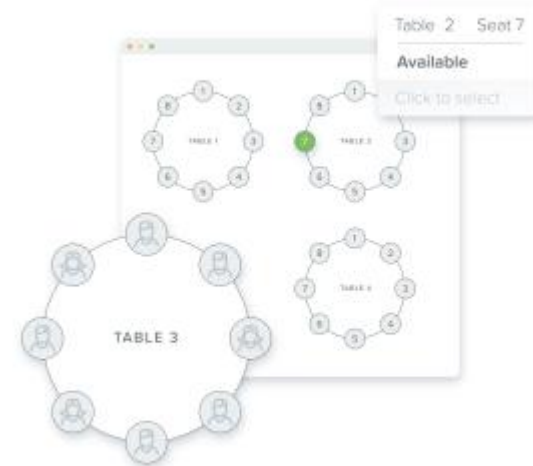 Table 2 Seat 7
Available
Click to select
1
8 2
7 TABLE 1 3
6 4
5
1
8
7 TABLE 2 3
6 4
5
1
8 2
7 3
6 4
5
TABLE 3